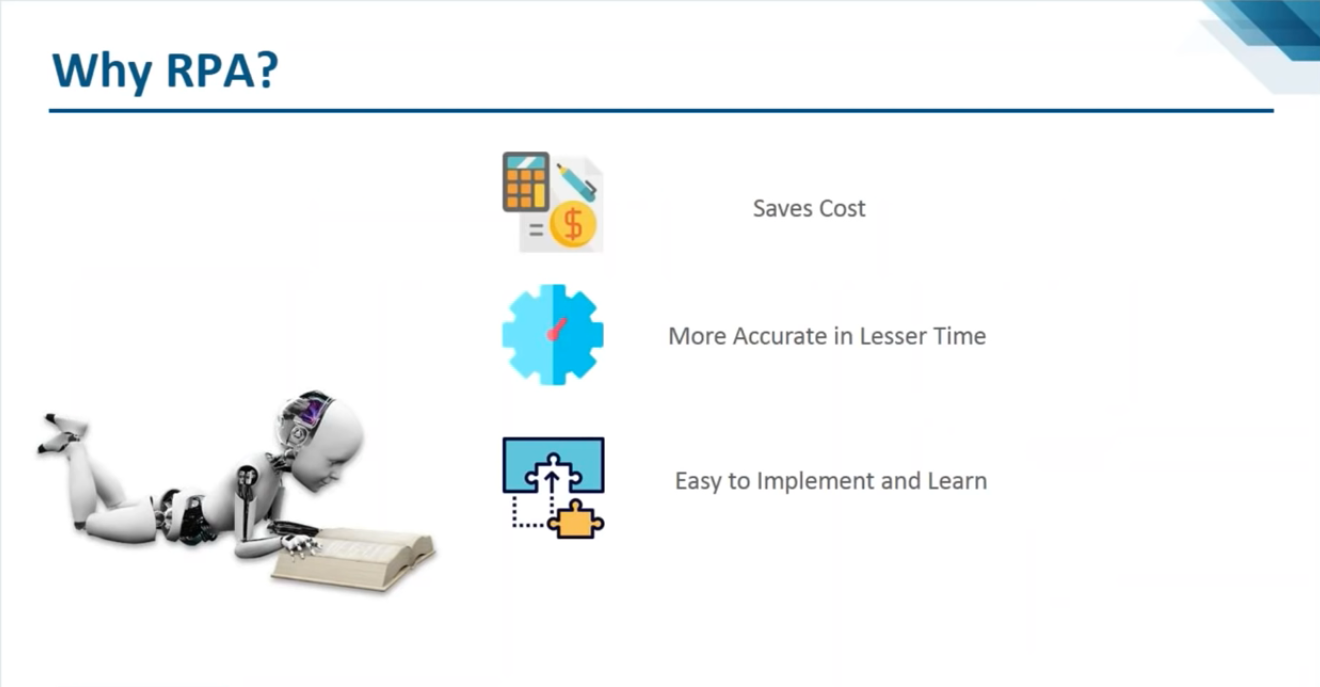 Why RPA?
Saves Cost
More Accurate in Lesser Time
Easy to Implement and Learn